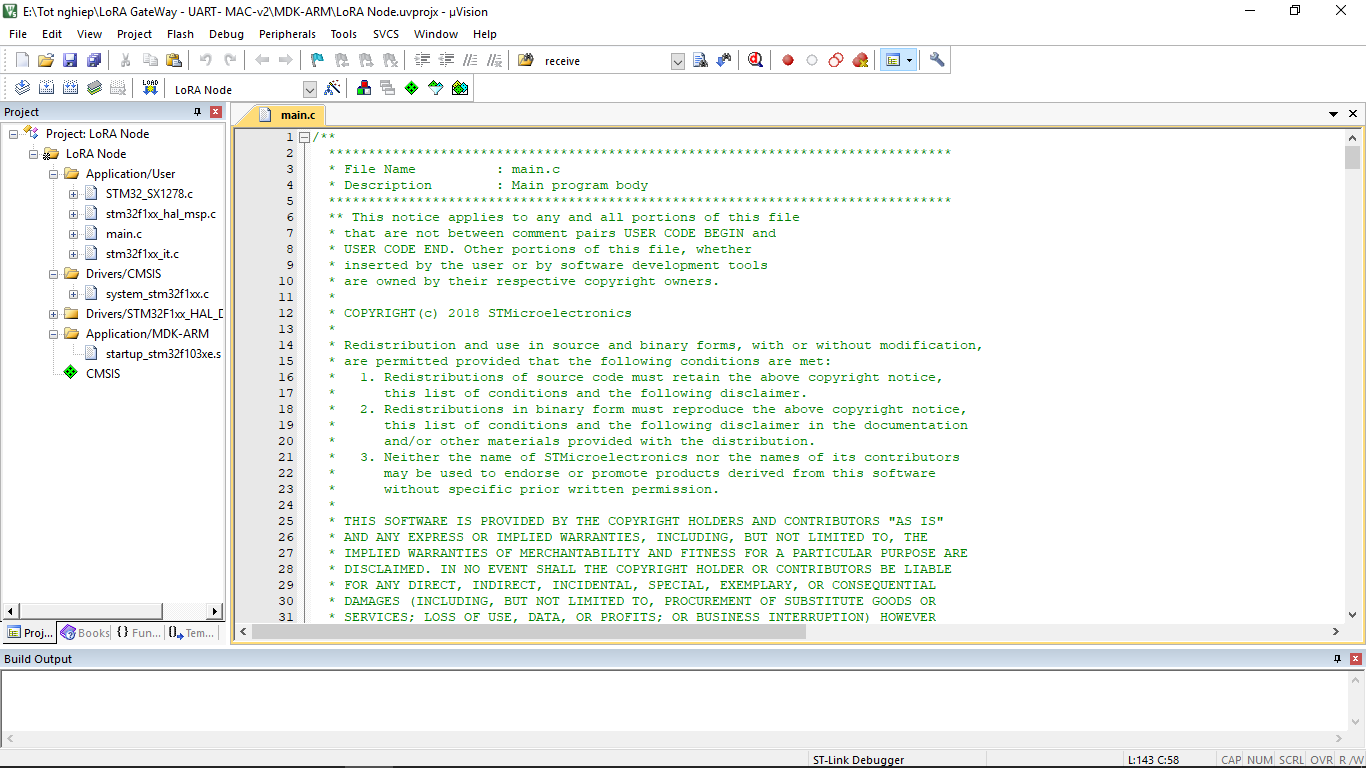 E:\Tot nghiep\LoRA GateWay - UART- MAC-v2\MDK-ARM\LoRA Node.uvprojx - µVision
File Edit View Project Flash Debug Peripherals Tools SVCS Window Help
receive
LOAD LoRA Node
Project
main.c
Project: LoRA Node
LoRA Node
Application/User
STM32_SX1278.c
stm32f1xx_hal_msp.c
main.c
stm32f1xx_it.c
Drivers/CMSIS
system_stm32f1xx.c
Drivers/STM32F1xx_HAL_D
Application/MDK-ARM
startup_stm32f103xe.s
CMSIS
Proj... Books {} Fun... Tem...
1 /**
2 ******************************************************************************
3 * File Name : main.c
4 * Description : Main program body
5 ******************************************************************************
6 ** This notice applies to any and all portions of this file
7 * that are not between comment pairs USER CODE BEGIN and
8 * USER CODE END. Other portions of this file, whether
9 * inserted by the user or by software development tools
10 * are owned by their respective copyright owners.
11 *
12 * COPYRIGHT(c) 2018 STMicroelectronics
13 *
14 * Redistribution and use in source and binary forms, with or without modification,
15 * are permitted provided that the following conditions are met:
16 * 1. Redistributions of source code must retain the above copyright notice,
17 * this list of conditions and the following disclaimer.
18 * 2. Redistributions in binary form must reproduce the above copyright notice,
19 * this list of conditions and the following disclaimer in the documentation
20 * and/or other materials provided with the distribution.
21 * 3. Neither the name of STMicroelectronics nor the names of its contributors
22 * may be used to endorse or promote products derived from this software
23 * without specific prior written permission.
24 *
25 * THIS SOFTWARE IS PROVIDED BY THE COPYRIGHT HOLDERS AND CONTRIBUTORS "AS IS"
26 * AND ANY EXPRESS OR IMPLIED WARRANTIES, INCLUDING, BUT NOT LIMITED TO, THE
27 * IMPLIED WARRANTIES OF MERCHANTABILITY AND FITNESS FOR A PARTICULAR PURPOSE ARE
28 * DISCLAIMED. IN NO EVENT SHALL THE COPYRIGHT HOLDER OR CONTRIBUTORS BE LIABLE
29 * FOR ANY DIRECT, INDIRECT, INCIDENTAL, SPECIAL, EXEMPLARY, OR CONSEQUENTIAL
30 * DAMAGES (INCLUDING, BUT NOT LIMITED TO, PROCUREMENT OF SUBSTITUTE GOODS OR
31 * SERVICES; LOSS OF USE, DATA, OR PROFITS; OR BUSINESS INTERRUPTION) HOWEVER
Build Output
ST-Link Debugger L:143 C:58 CAP NUM SCRL OVR R/W